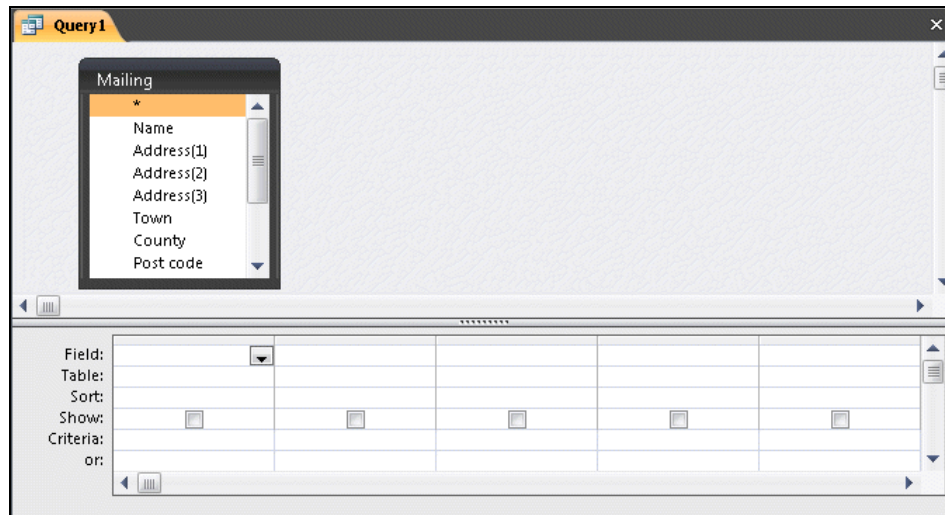 Query1
Mailing
*
Name
Address(1)
Address(2)
Address(3)
Town
County
Post code
Field:
Table:
Sort:
Show:
Criteria:
or: